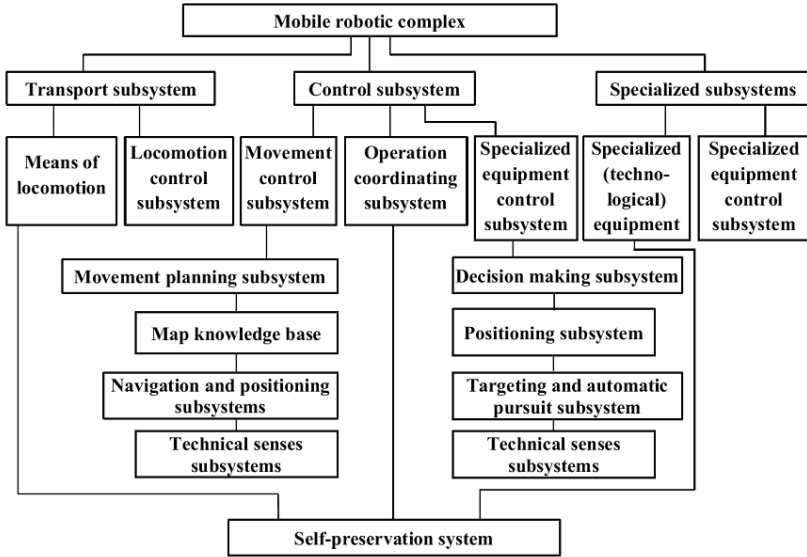 Mobile robotic complex
Transport subsystem
Control subsystem
Specialized subsystems
Means of
locomotion
Locomotion
control
subsystem
Movement
control
subsystem
Operation
coordinating
subsystem
Specialized
equipment
control
subsystem
Specialized
(techno-
logical)
equipment
Specialized
equipment
control
subsystem
Movement planning subsystem
Decision making subsystem
Map knowledge base
Positioning subsystem
Navigation and positioning
subsystems
Targeting and automatic
pursuit subsystem
Technical senses
subsystems
Technical senses
subsystems
Self-preservation system